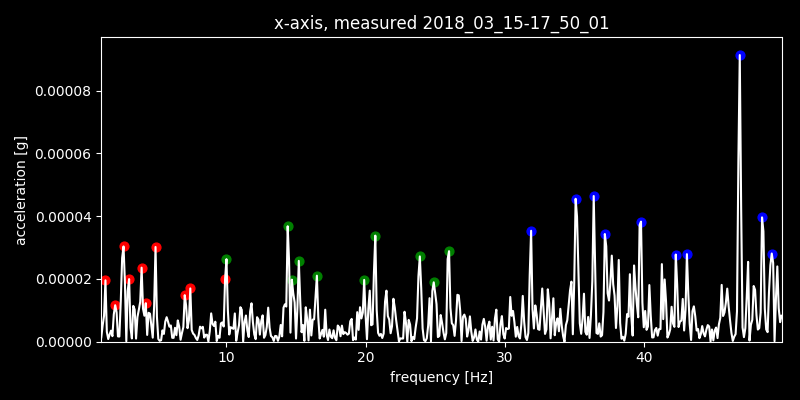 x-axis, measured 2018_03_15-17_50_01
acceleration [g]
0.00008
0.00006
0.00004
0.00002
0.00000
10 20 30 40
frequency [Hz]